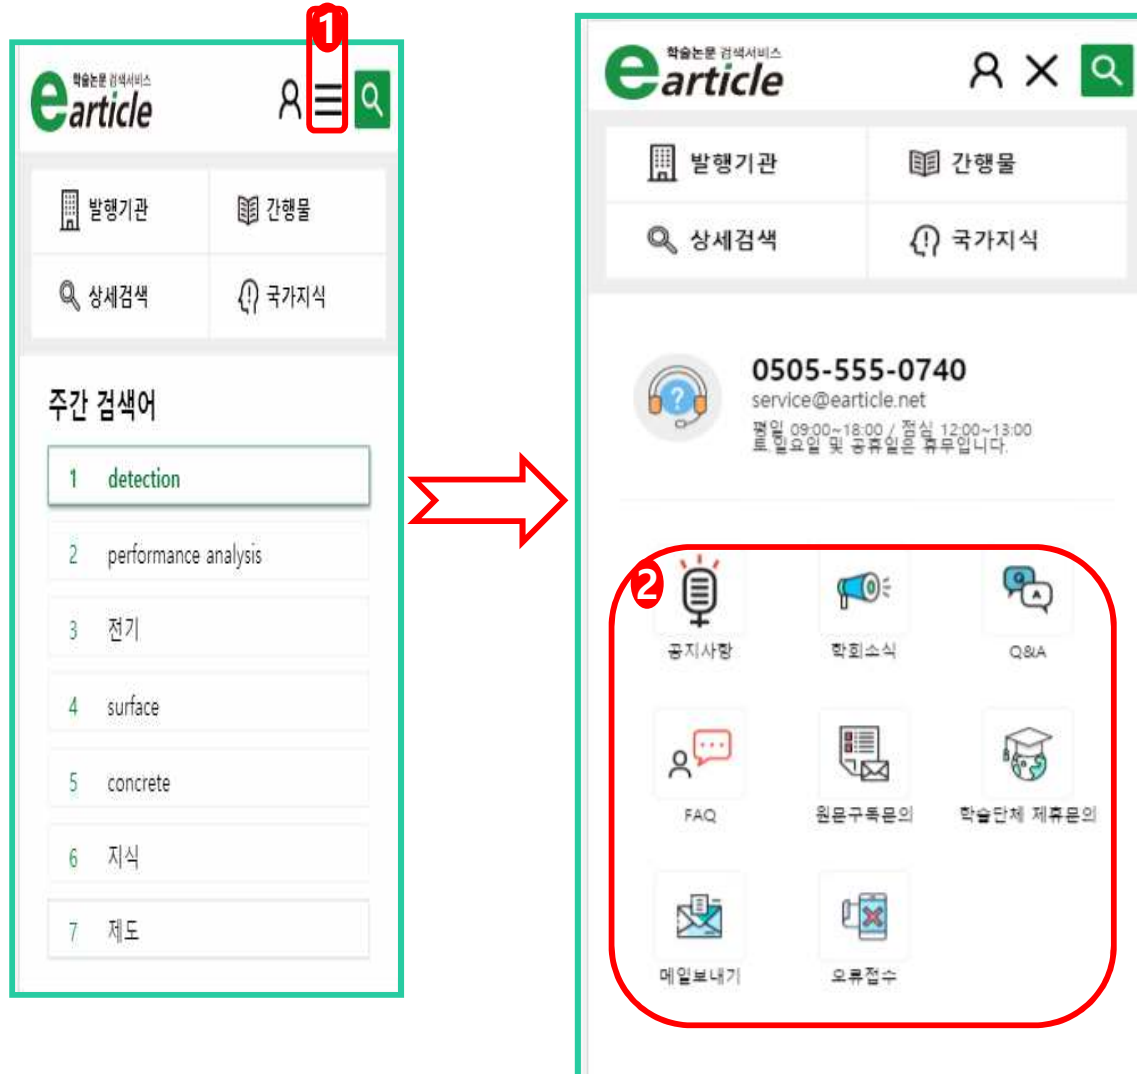 1
학술논문 검색서비스
earticle
발행기관
간행물
상세검색
국가지식
주간 검색어
1 detection
2 performance analysis
3 전기
4 surface
5 concrete
6 지식
7 제도
학술논문 검색서비스
earticle
발행기관
간행물
상세검색
국가지식
0505-555-0740
service@earticle.net
평일 09:00~18:00 / 점심 12:00~13:00
토 일요일 및 공휴일은 휴무입니다.
2
Q
A
공지사항
학회소식
Q&A
FAQ
원문구독문의
학술단체 제휴문의
메일보내기
오류접수